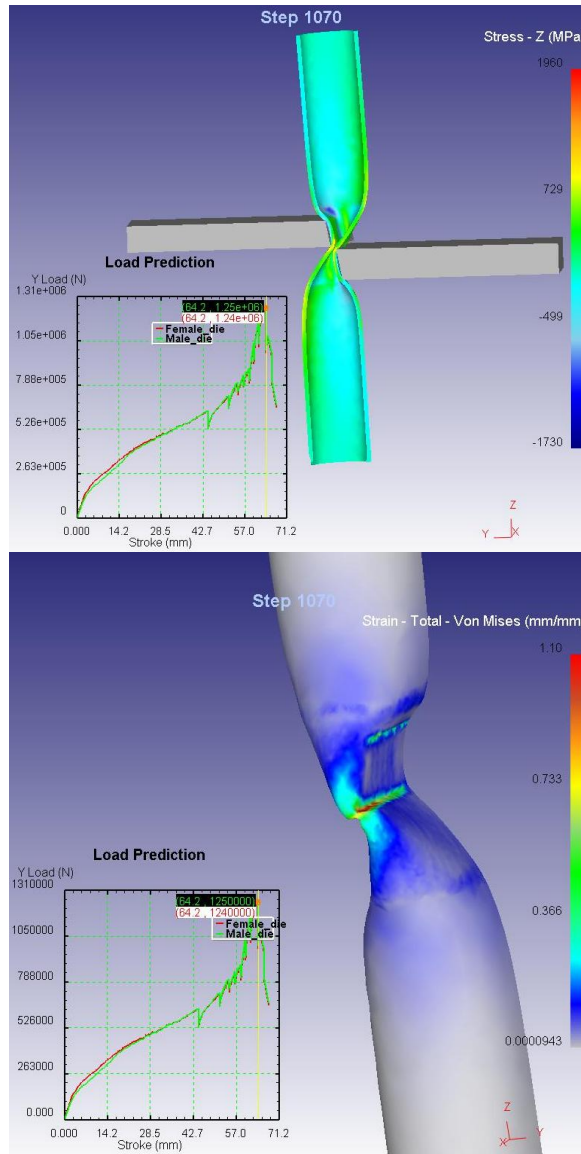 Step 1070
Stress - Z (MPa
1960
729
-499
-1730
Load Prediction
Y Load (N)
1.31e+006
1.05e+006
7.88e+005
5.26e+005
2.63e+005
0
(64.2 , 1.25e+06)
(64.2 , 1.24e+06)
Female_die
Male_die
0.000 14.2 28.5 42.7 57.0 71.2
Stroke (mm)
Z
Y X
Step 1070
Strain - Total - Von Mises (mm/mm
1.10
0.733
0.366
0.0000943
Load Prediction
Y Load (N)
1310000
1050000
788000
526000
263000
0.000
(64.2 , 1250000)
(64.2 , 1240000)
Female_die
Male_die
0.000 14.2 28.5 42.7 57.0 71.2
Stroke (mm)
Z
X Y